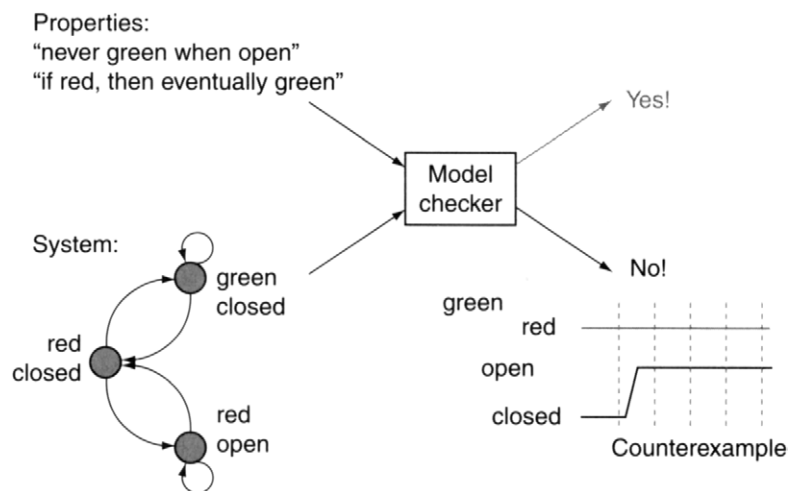 Properties:
“never green when open”
“if red, then eventually green”
Yes!
Model
checker
System:
green
closed
No!
green
red
red
closed
open
red
open
closed
Counterexample